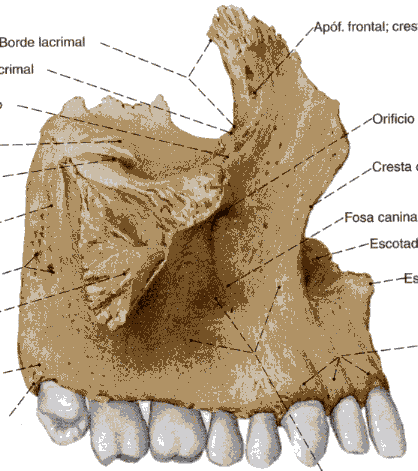 Borde lacrimal
Apóf. frontal; cres
crimal
o
Orificio
Cresta
Fosa canina
Escotad
Es